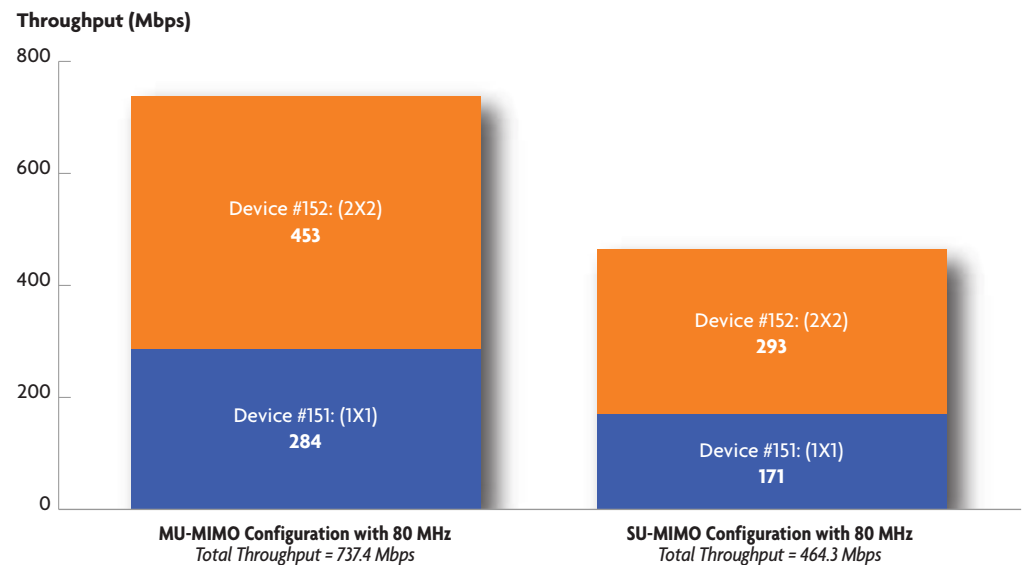 Throughput (Mbps)
800
600
400
200
0
Device #152: (2X2)
453
Device #151: (1X1)
284
Device #152: (2X2)
293
Device #151: (1X1)
171
MU-MIMO Configuration with 80 MHz
Total Throughput = 737.4 Mbps
SU-MIMO Configuration with 80 MHz
Total Throughput = 464.3 Mbps